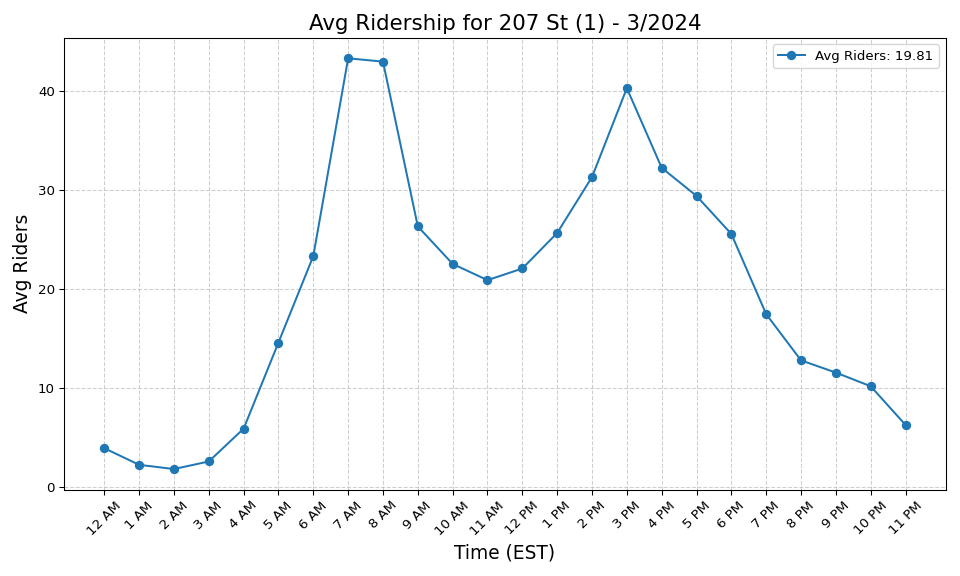 Avg Ridership for 207 St (1) - 3/2024
Avg Riders: 19.81
Avg Riders
40
30
20
10
0
12 AM
1 AM
2 AM
3 AM
4 AM
5 AM
6 AM
7 AM
8 AM
9 AM
10 AM
11 AM
12 PM
1 PM
2 PM
3 PM
4 PM
5 PM
6 PM
7 PM
8 PM
9 PM
10 PM
11 PM
Time (EST)